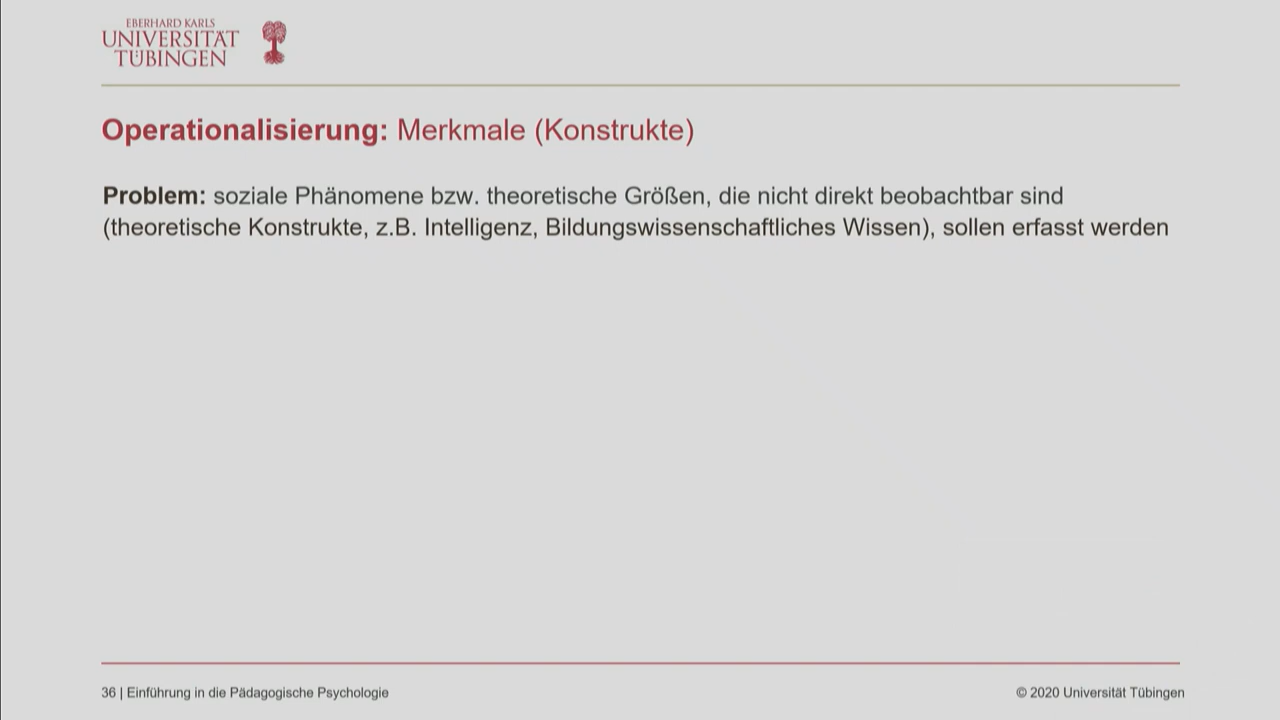 EBERHARD KARLS
UNIVERSITÄT
TÜBINGEN
Operationalisierung: Merkmale (Konstrukte)
Problem: soziale Phänomene bzw. theoretische Größen, die nicht direkt beobachtbar sind
(theoretische Konstrukte, z.B. Intelligenz, Bildungswissenschaftliches Wissen), sollen erfasst werden
36 | Einführung in die Pädagogische Psychologie
© 2020 Universität Tübingen